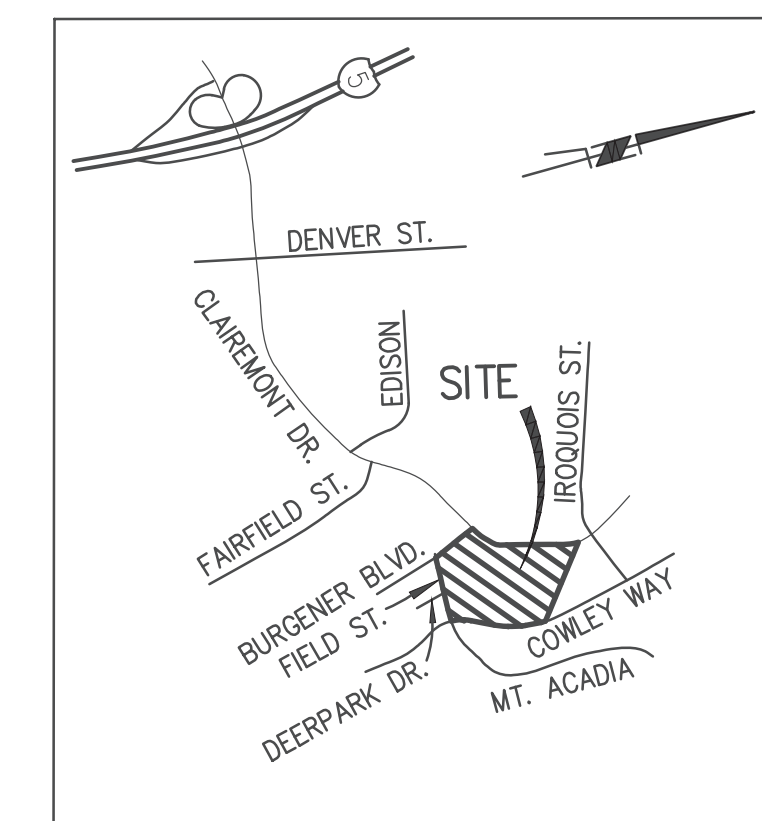 5
DENVER ST.
CLAIREMONT DR.
EDISON
SITE
IROQUOIS ST.
FAIRFIELD ST.
BURGENER BLVD.
FIELD ST.
DEERPARK DR.
COWLEY WAY
MT. ACADIA
N